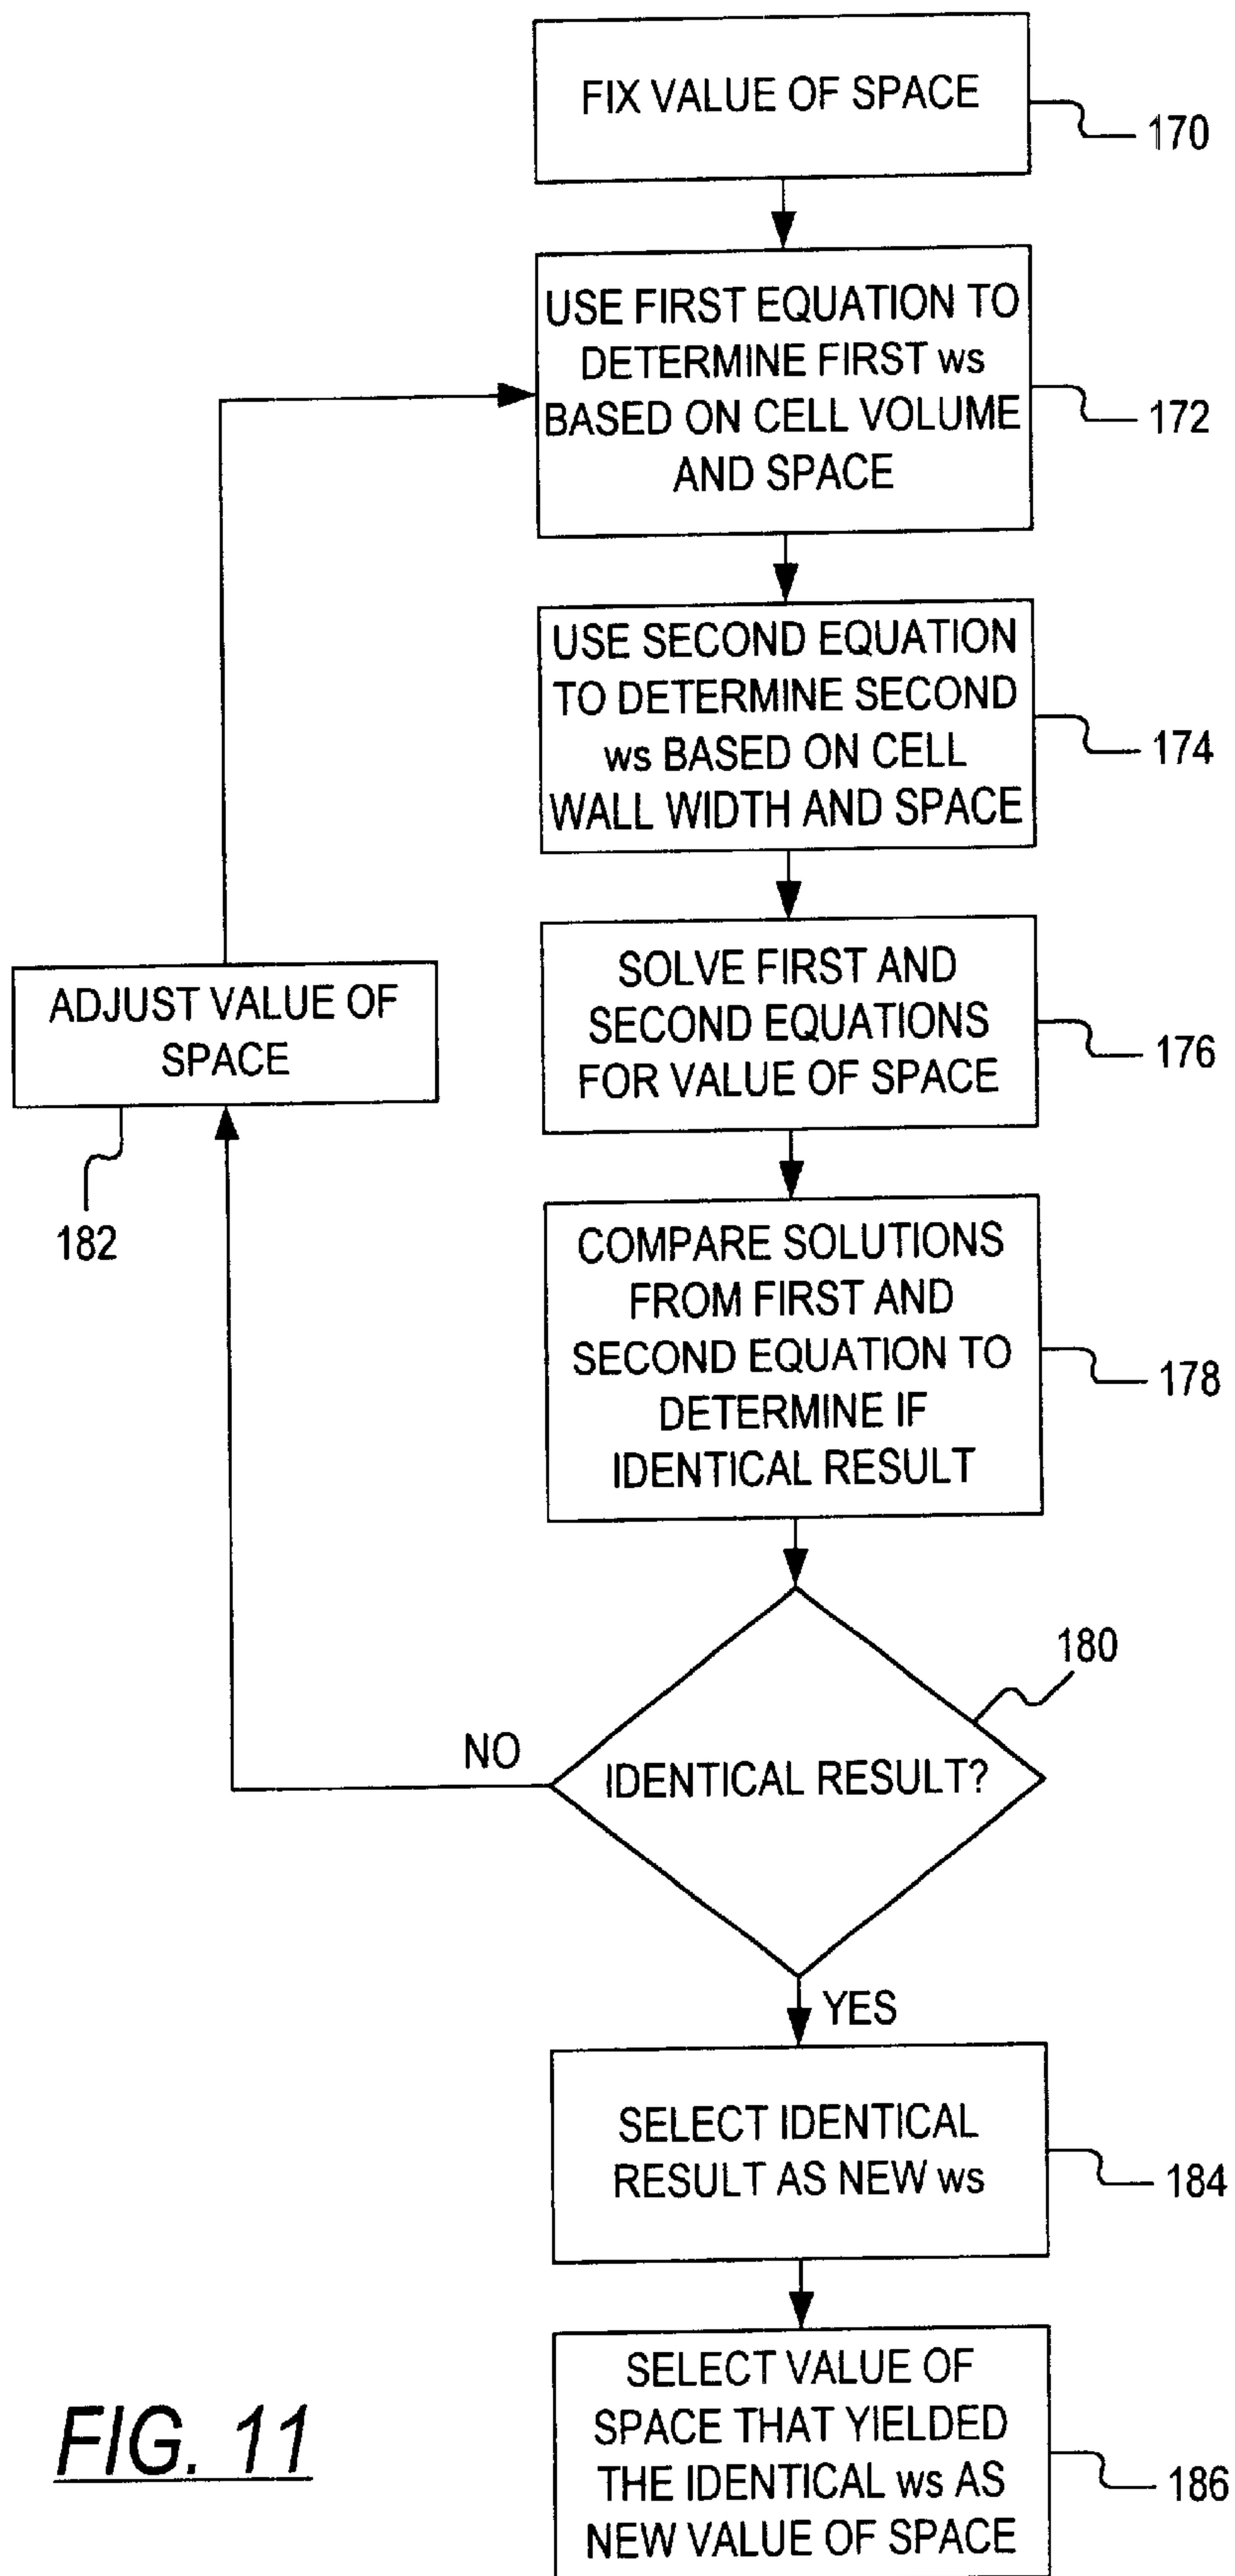 FIX VALUE OF SPACE
170
USE FIRST EQUATION TO
DETERMINE FIRST ws
BASED ON CELL VOLUME
AND SPACE
172
USE SECOND EQUATION
TO DETERMINE SECOND
ws BASED ON CELL
WALL WIDTH AND SPACE
174
SOLVE FIRST AND
SECOND EQUATIONS
FOR VALUE OF SPACE
176
ADJUST VALUE OF
SPACE
182
COMPARE SOLUTIONS
FROM FIRST AND
SECOND EQUATION TO
DETERMINE IF
IDENTICAL RESULT
178
180
NO
IDENTICAL RESULT?
YES
SELECT IDENTICAL
RESULT AS NEW ws
184
SELECT VALUE OF
SPACE THAT YIELDED
THE IDENTICAL ws AS
NEW VALUE OF SPACE
186
FIG. 11